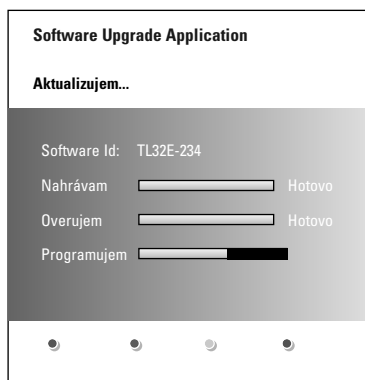 Software Upgrade Application
Aktualizujem...
Software Id: TL32E-234
Nahrávam Hotovo
Overujem Hotovo
Programujem